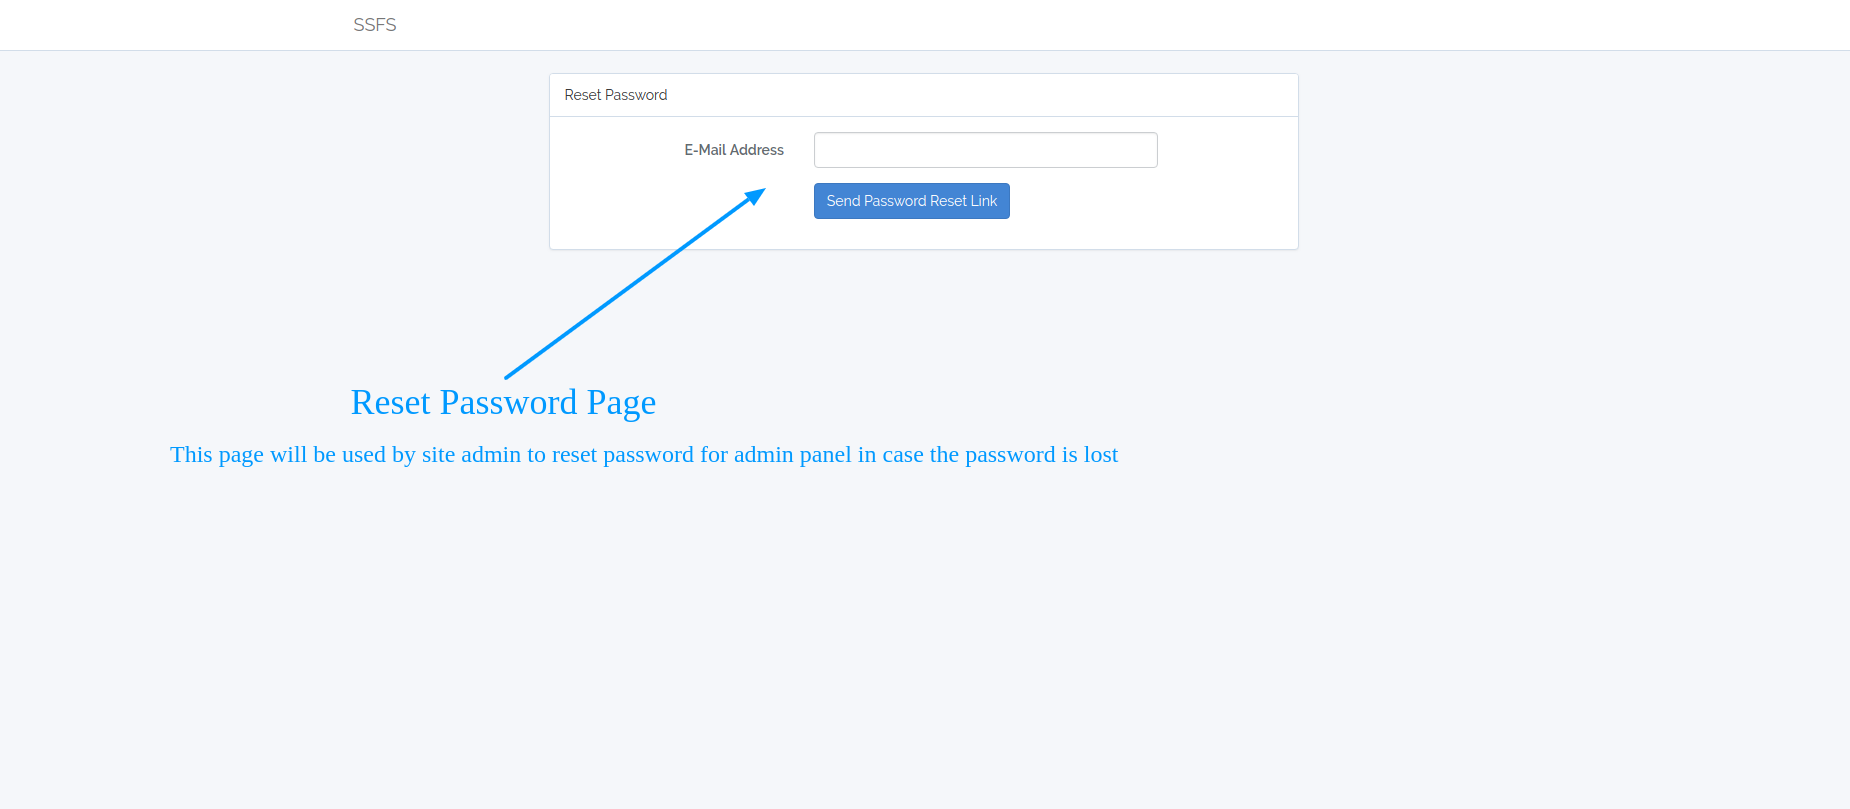 SSFS
Reset Password
E-Mail Address
Send Password Reset Link
Reset Password Page
This page will be used by site admin to reset password for admin panel in case the password is lost